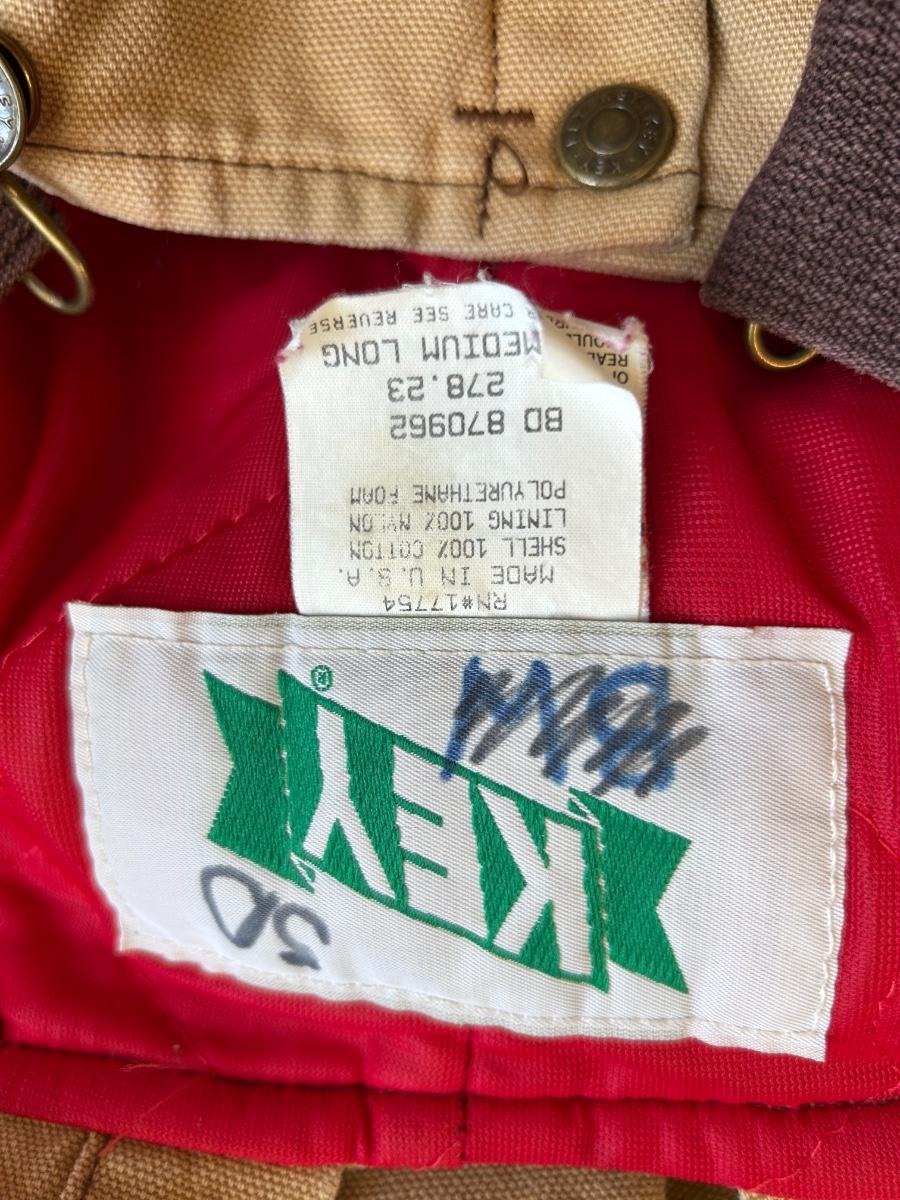 KEY ®
RN#17754
MADE IN U.S.A.
SHELL 100% COTTON
LINING 100% NYLON
POLYURETHANE FOAM
BD 870962
278.23
MEDIUM LONG
CARE SEE REVERSE